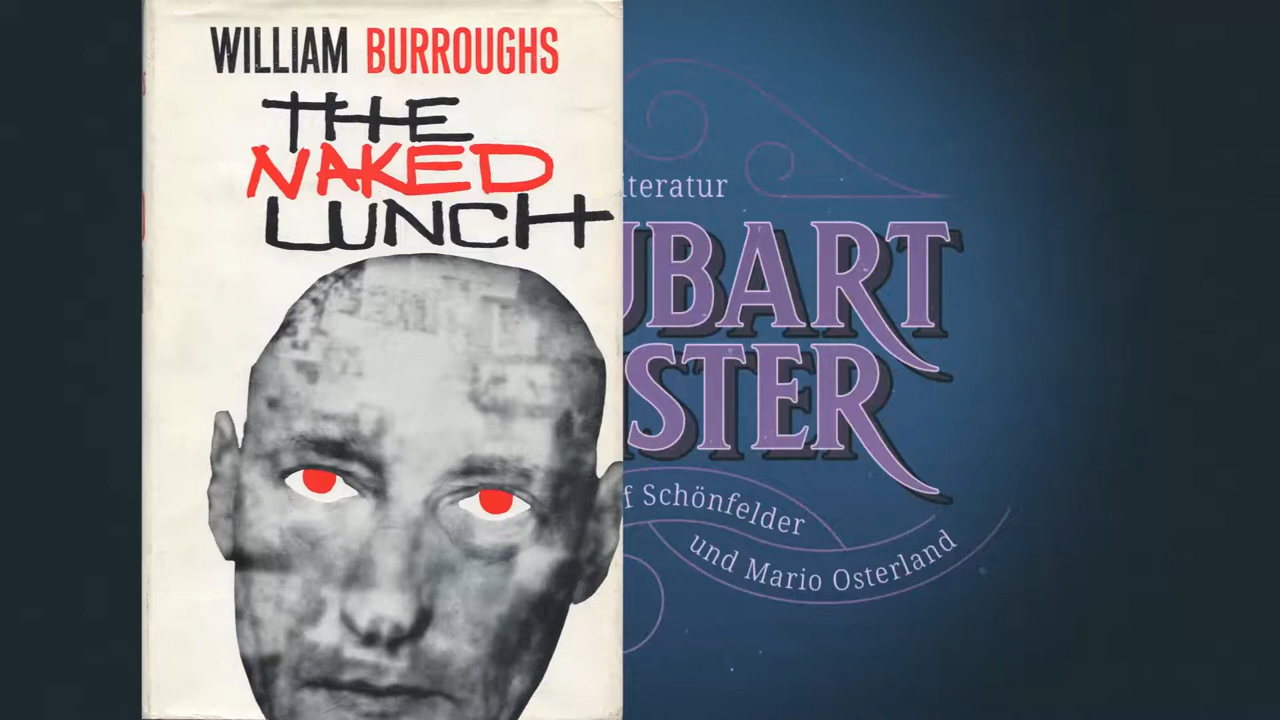 WILLIAM BURROUGHS
THE
NAKED
LUNCH
iteratur
UBART
STER
f Schönfelder
und Mario Osterland